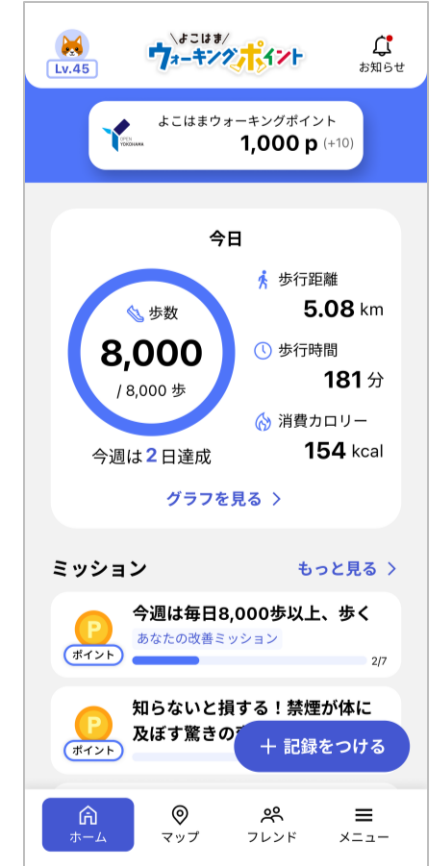 Lv.45
よこはま
ウォーキングポイント
お知らせ
OPEN
YOKOHAMA
よこはまウォーキングポイント
1,000 p (+10)
今日
歩数
8,000
/ 8,000 歩
今週は2日達成
歩行距離
5.08 km
歩行時間
181 分
消費カロリー
154 kcal
グラフを見る
ミッション
もっと見る
P
ポイント
今週は毎日8,000歩以上、歩く
あなたの改善ミッション
2/7
P
ポイント
知らないと損する！禁煙が体に
及ぼす驚きの
＋ 記録をつける
ホーム
マップ
フレンド
メニュー